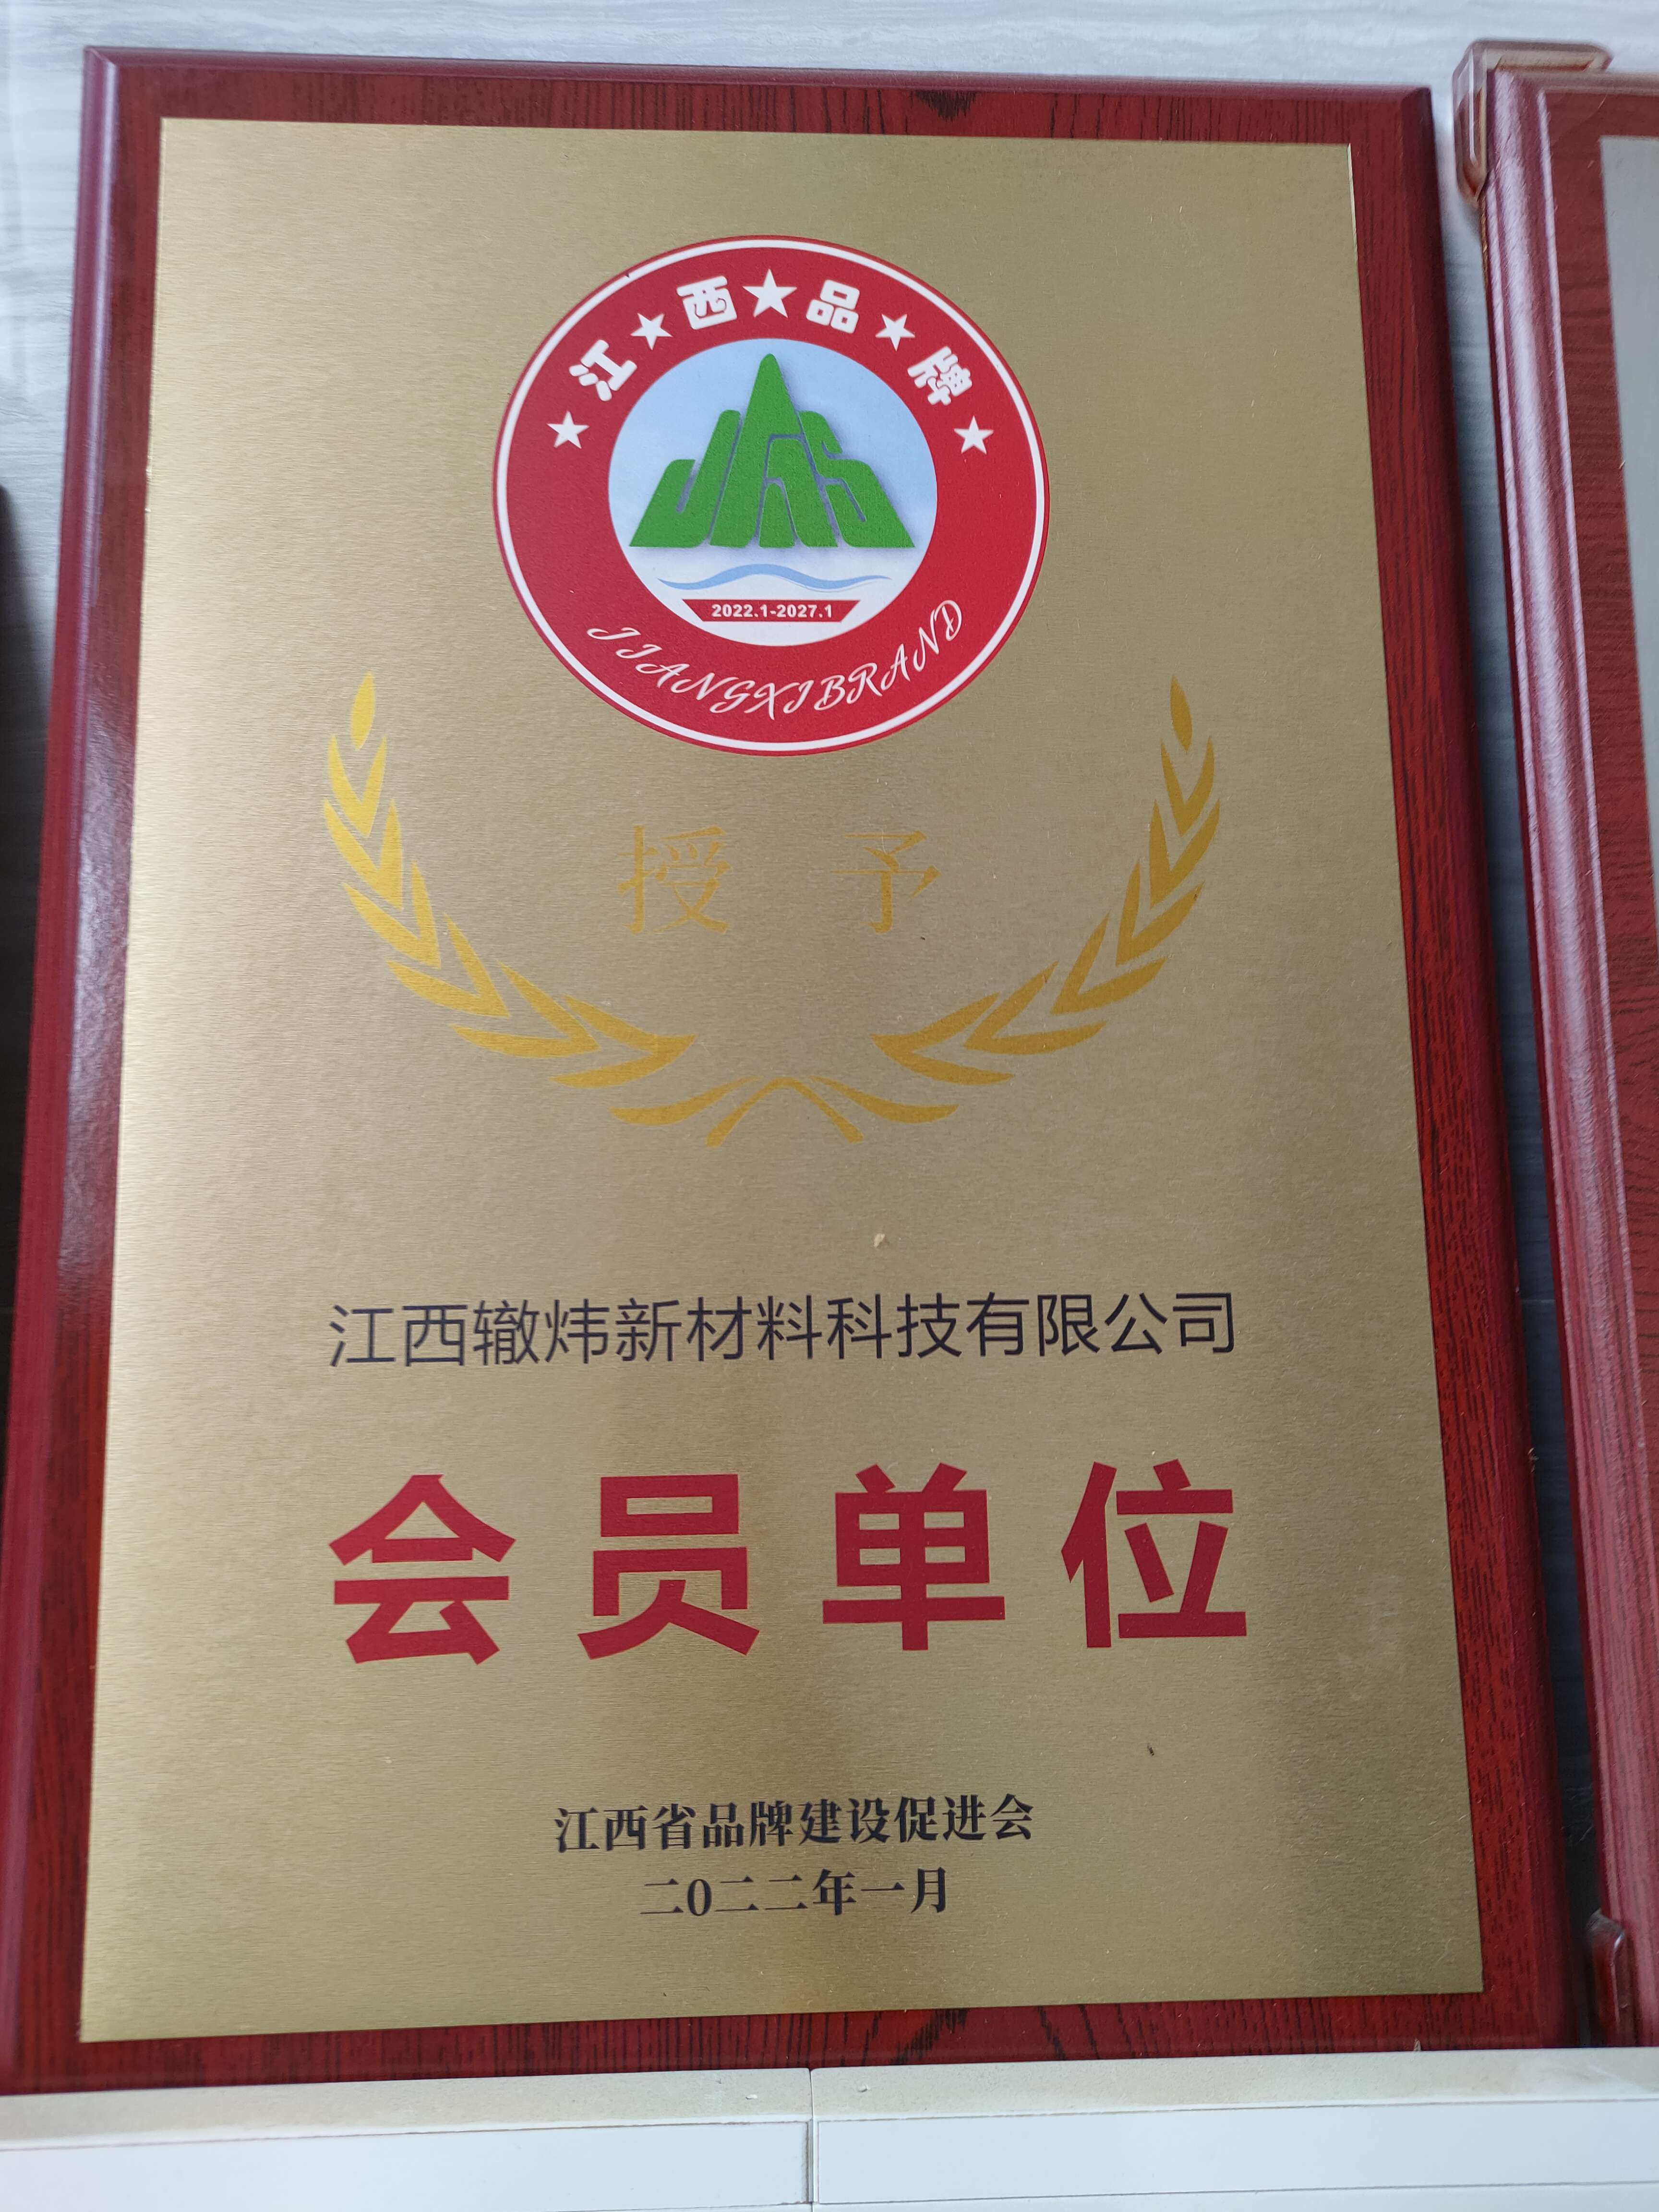 江★西★品★牌
JAS
2022.1-2027.1
JIANGXIBRAND
授予
江西辙炜新材料科技有限公司
会员单位
江西省品牌建设促进会
二0二二年一月